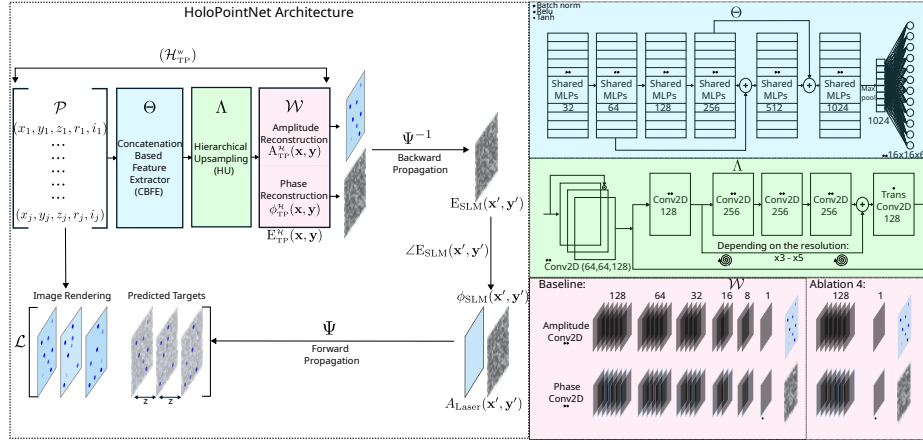 HoloPointNet Architecture
(ℋ_TP^w)
𝒫
(x₁, y₁, z₁, r₁, i₁)
...
...
...
...
(x_j, y_j, z_j, r_j, i_j)
Θ
Concatenation
Based
Feature
Extractor
(CBFE)
Λ
Hierarchical
Upsampling
(HU)
𝒲
Amplitude
Reconstruction
A_TP^ℋ(x, y)
Phase
Reconstruction
ϕ_TP^ℋ(x, y)
E_TP^ℋ(x, y)
Ψ⁻¹
Backward
Propagation
E_SLM(x′, y′)
∠E_SLM(x′, y′)
ϕ_SLM(x′, y′)
A_Laser(x′, y′)
Ψ
Forward
Propagation
Image Rendering
Predicted Targets
ℒ
z
z
Batch norm
Relu
Tanh
Θ
Shared
MLPs
32
Shared
MLPs
64
Shared
MLPs
128
Shared
MLPs
256
Shared
MLPs
512
Shared
MLPs
1024
Max
pool
1024
16x16x6
Λ
Conv2D (64,64,128)
Conv2D
128
Conv2D
256
Conv2D
256
Conv2D
256
Trans
Conv2D
128
Depending on the resolution:
x3 - x5
Baseline:
𝒲
Ablation 4:
128
64
32
16
8
1
128
1
Amplitude
Conv2D
Phase
Conv2D